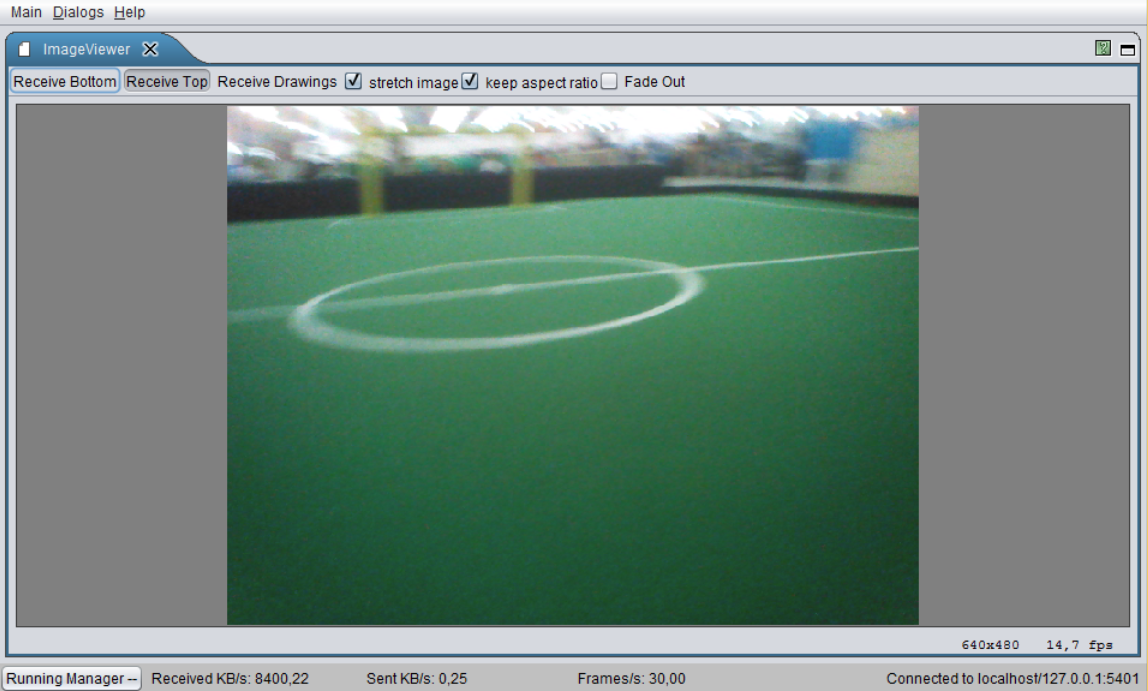 Main Dialogs Help
ImageViewer
Receive Bottom Receive Top Receive Drawings stretch image keep aspect ratio Fade Out
640x480 14,7 fps
Running Manager -- Received KB/s: 8400,22 Sent KB/s: 0,25 Frames/s: 30,00 Connected to localhost/127.0.0.1:5401